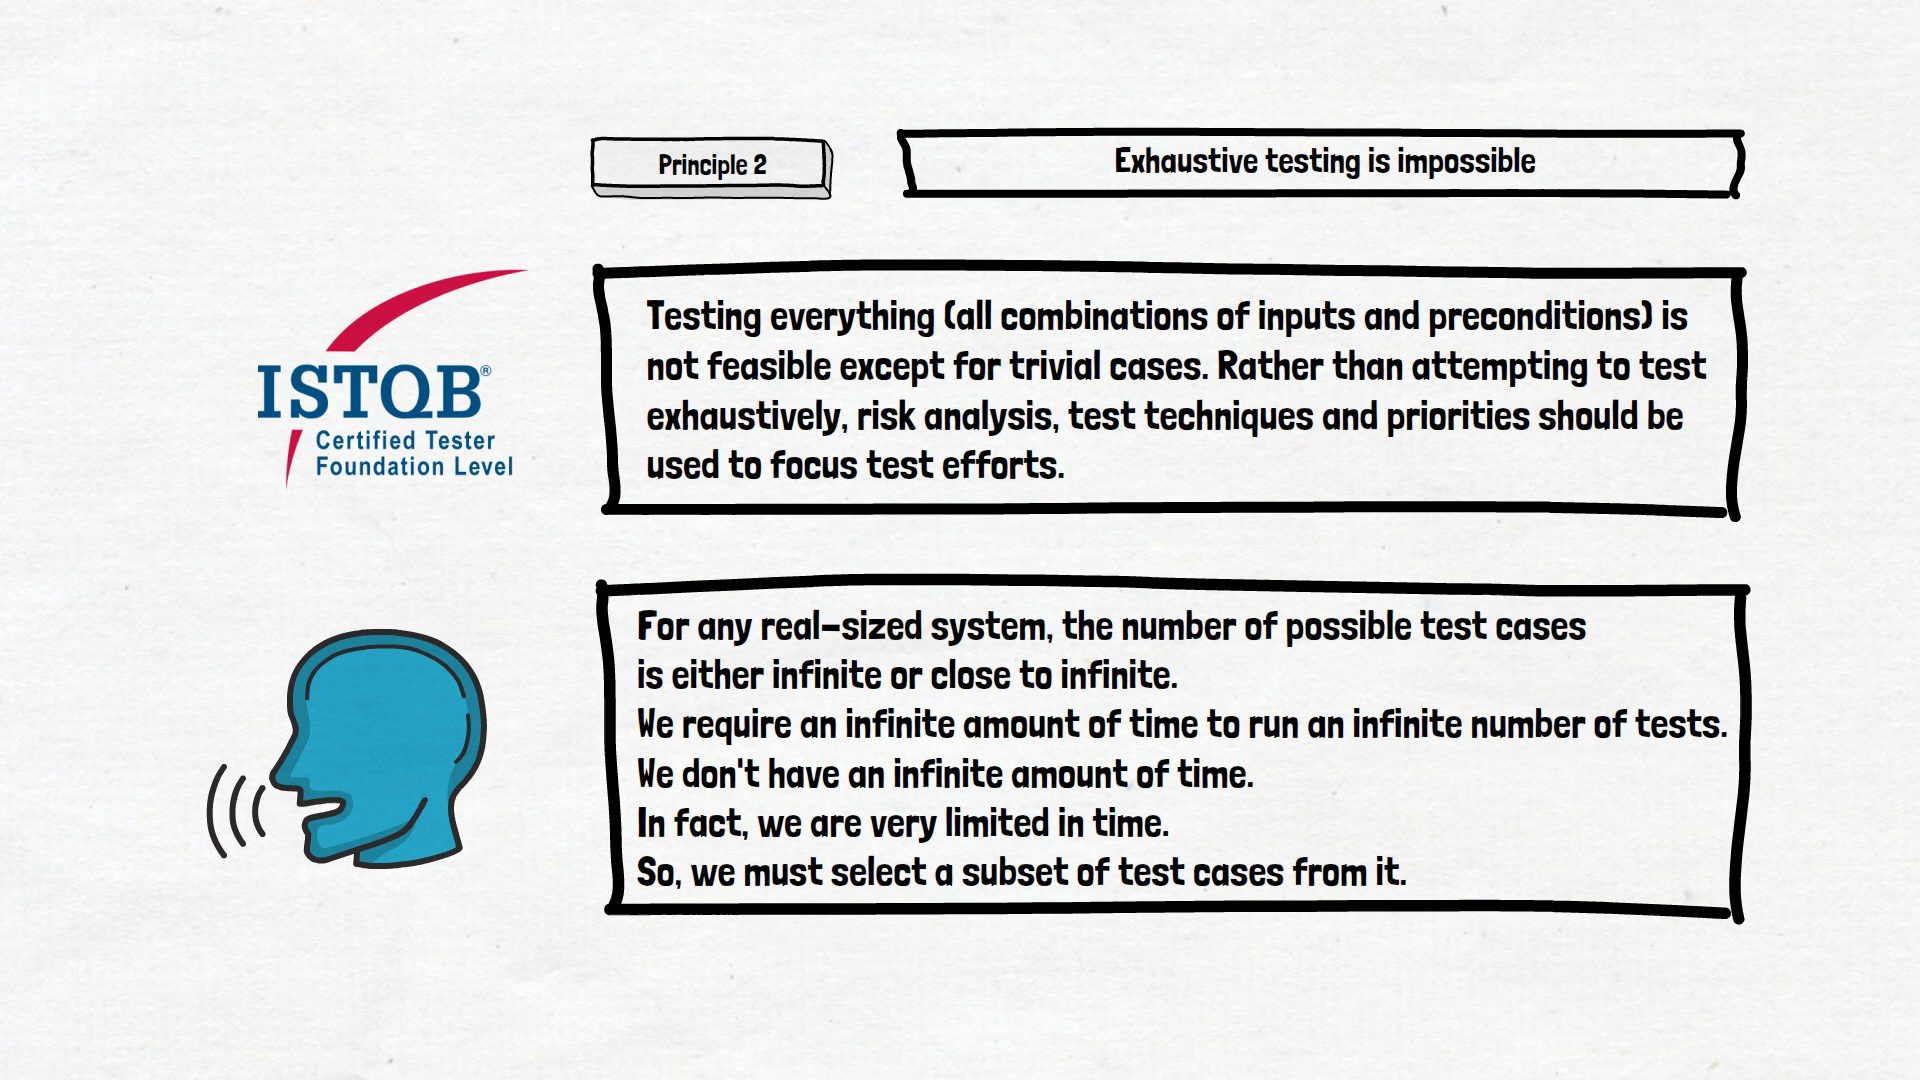 Principle 2
Exhaustive testing is impossible
ISTQB®
Certified Tester
Foundation Level
Testing everything (all combinations of inputs and preconditions) is
not feasible except for trivial cases. Rather than attempting to test
exhaustively, risk analysis, test techniques and priorities should be
used to focus test efforts.
For any real-sized system, the number of possible test cases
is either infinite or close to infinite.
We require an infinite amount of time to run an infinite number of tests.
We don't have an infinite amount of time.
In fact, we are very limited in time.
So, we must select a subset of test cases from it.